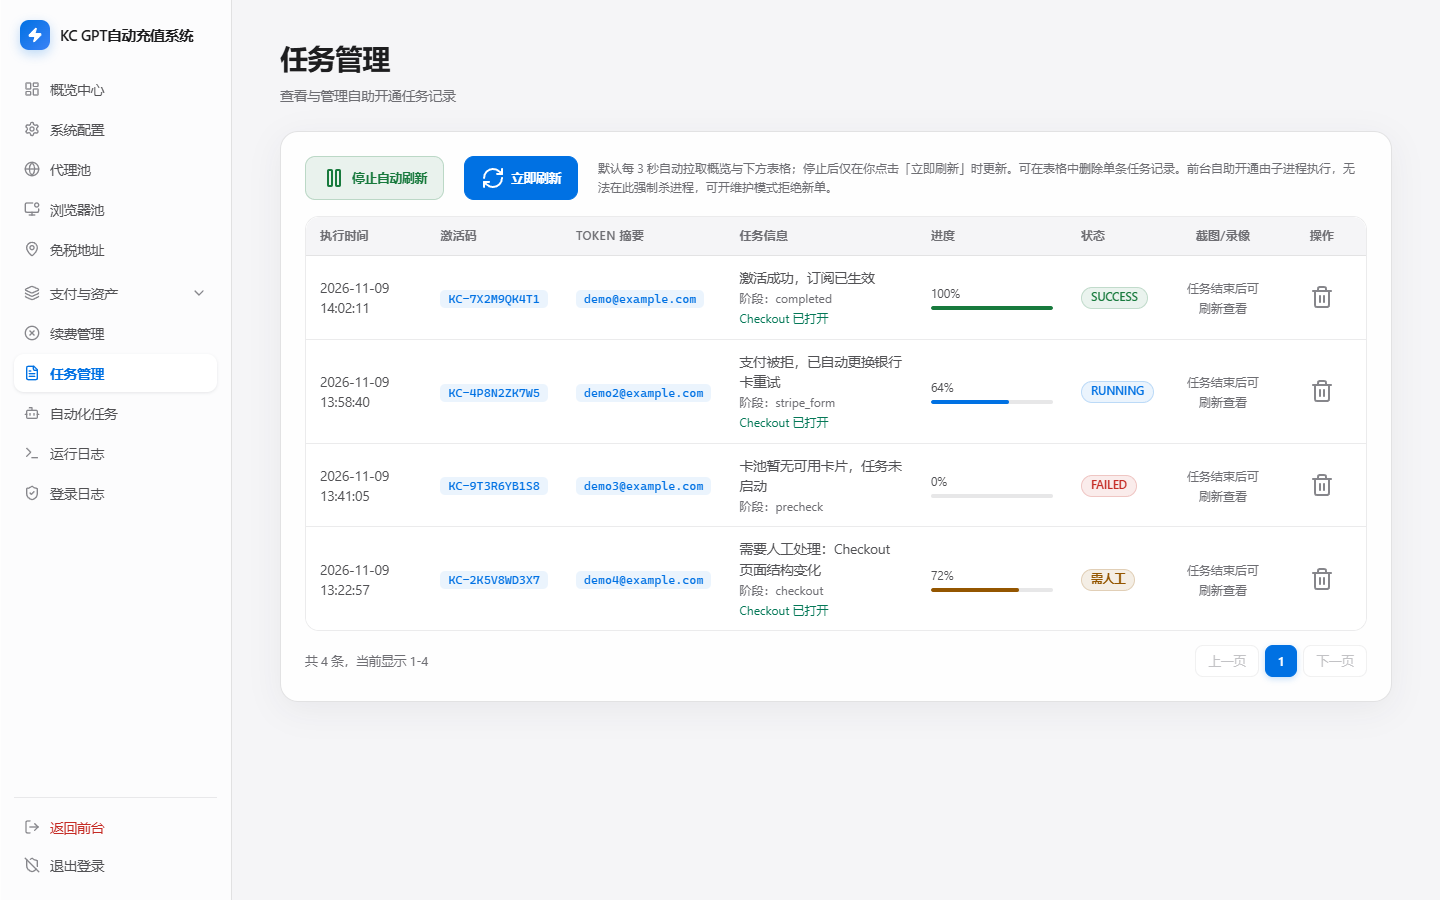 KC GPT自动充值系统
概览中心
系统配置
代理池
浏览器池
免税地址
支付与资产
续费管理
任务管理
自动化任务
运行日志
登录日志
返回前台
退出登录
任务管理
查看与管理自助开通任务记录
停止自动刷新
立即刷新
默认每 3 秒自动拉取概览与下方表格；停止后仅在你点击「立即刷新」时更新。可在表格中删除单条任务记录。前台自助开通由子进程执行，无
法在此强制杀进程，可开维护模式拒绝新单。
执行时间 激活码 TOKEN 摘要 任务信息 进度 状态 截图/录像 操作
2026-11-09
14:02:11
KC-7X2M9QK4T1
demo@example.com
激活成功，订阅已生效
阶段：completed
Checkout 已打开
100%
SUCCESS
任务结束后可
刷新查看
2026-11-09
13:58:40
KC-4P8N2ZK7W5
demo2@example.com
支付被拒，已自动更换银行
卡重试
阶段：stripe_form
Checkout 已打开
64%
RUNNING
任务结束后可
刷新查看
2026-11-09
13:41:05
KC-9T3R6YB1S8
demo3@example.com
卡池暂无可用卡片，任务未
启动
阶段：precheck
0%
FAILED
任务结束后可
刷新查看
2026-11-09
13:22:57
KC-2K5V8WD3X7
demo4@example.com
需要人工处理：Checkout
页面结构变化
阶段：checkout
Checkout 已打开
72%
需人工
任务结束后可
刷新查看
共 4 条，当前显示 1-4
上一页 1 下一页